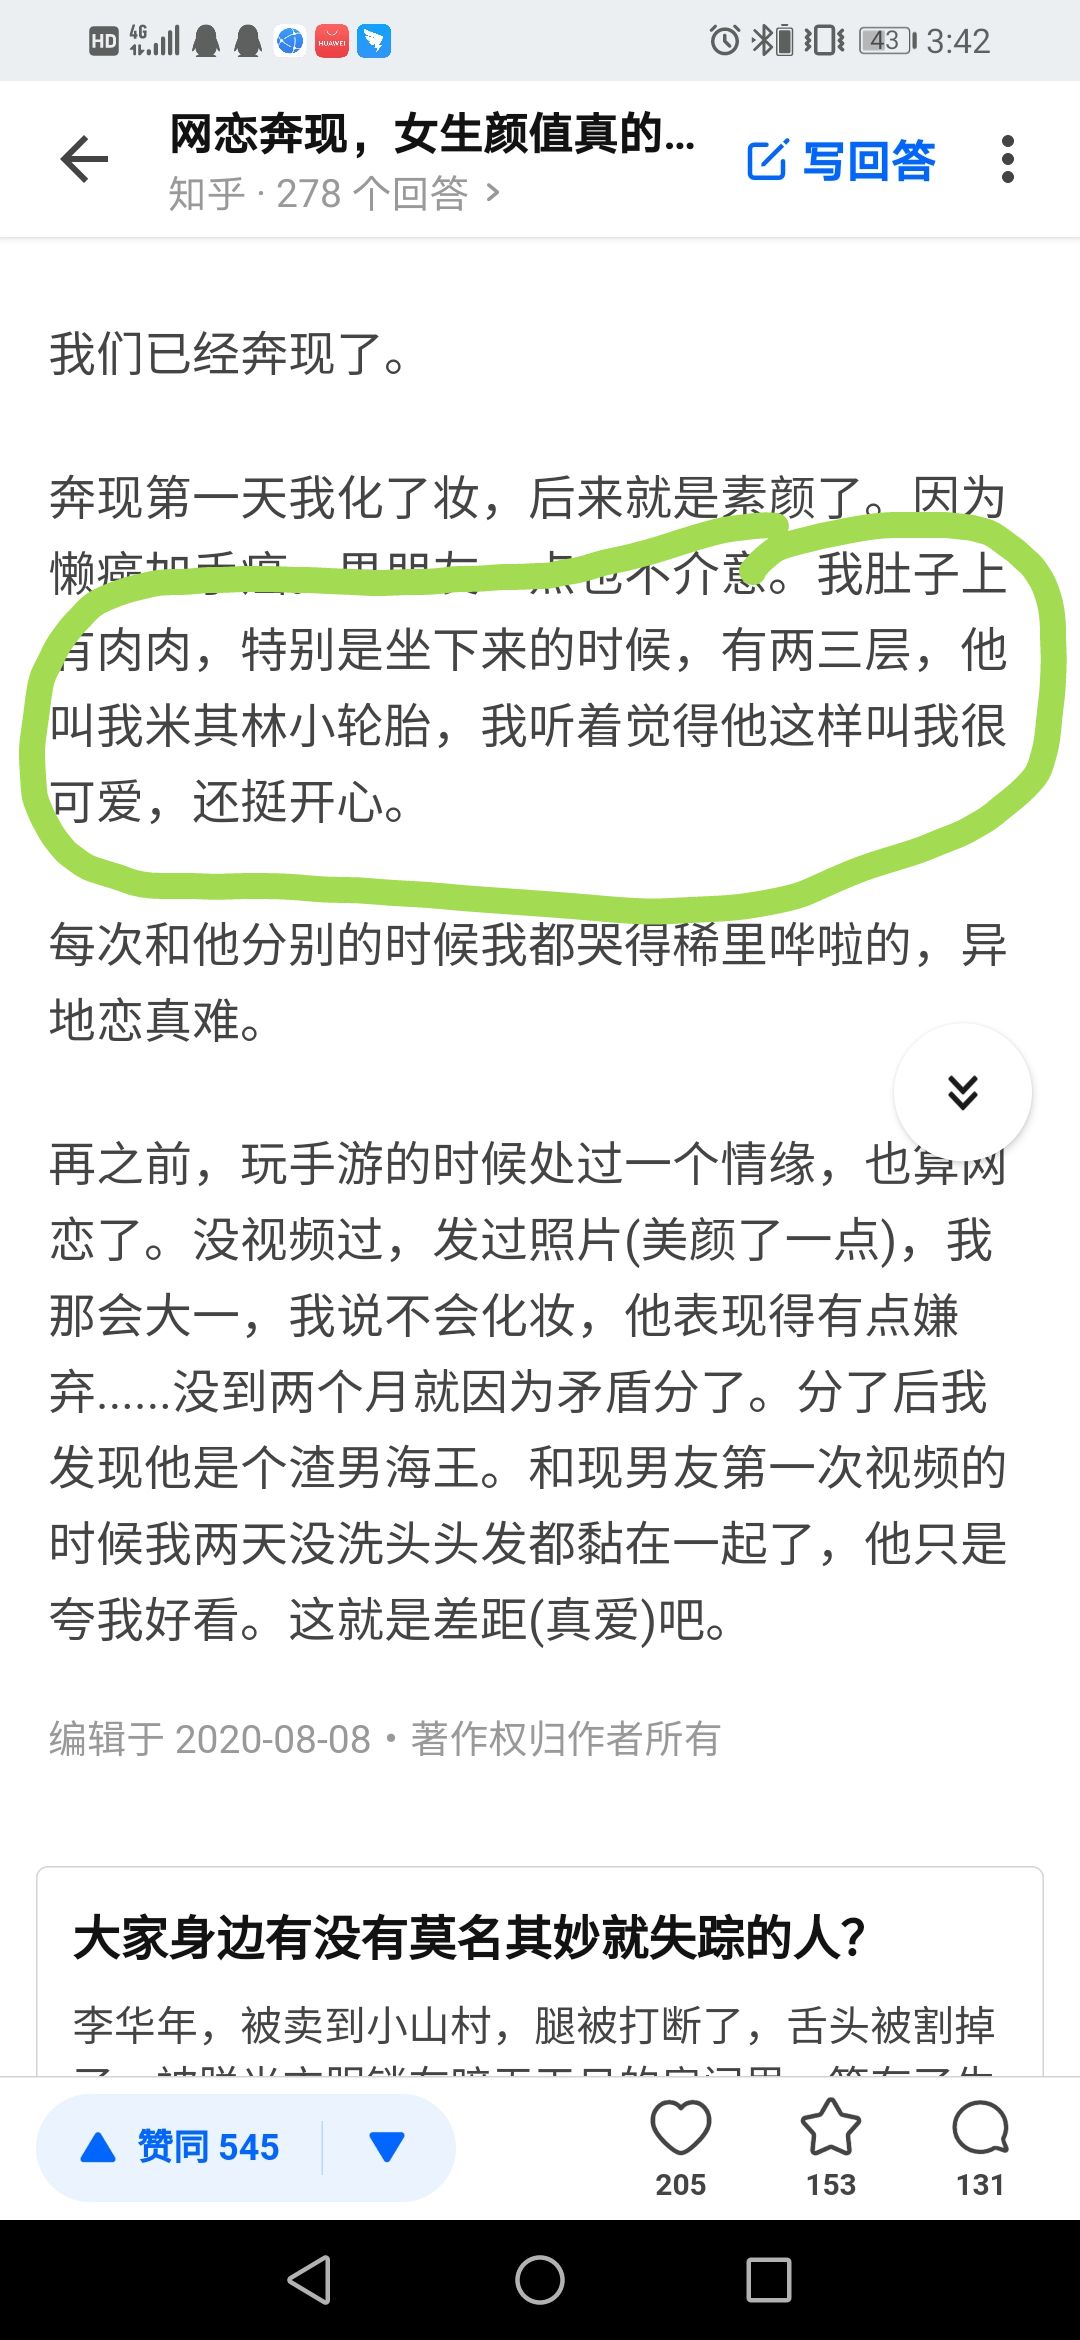 HD 4G HUAWEI 43 3:42
网恋奔现，女生颜值真的...
写回答
知乎 · 278 个回答 >
我们已经奔现了。
奔现第一天我化了妆，后来就是素颜了。因为
懒癌加手癌。男朋友一点也不介意。我肚子上
有肉肉，特别是坐下来的时候，有两三层，他
叫我米其林小轮胎，我听着觉得他这样叫我很
可爱，还挺开心。
每次和他分别的时候我都哭得稀里哗啦的，异
地恋真难。
再之前，玩手游的时候处过一个情缘，也算网
恋了。没视频过，发过照片(美颜了一点)，我
那会大一，我说不会化妆，他表现得有点嫌
弃......没到两个月就因为矛盾分了。分了后我
发现他是个渣男海王。和现男友第一次视频的
时候我两天没洗头头发都黏在一起了，他只是
夸我好看。这就是差距(真爱)吧。
编辑于 2020-08-08 • 著作权归作者所有
大家身边有没有莫名其妙就失踪的人？
李华年，被卖到小山村，腿被打断了，舌头被割掉
赞同 545
205
153
131